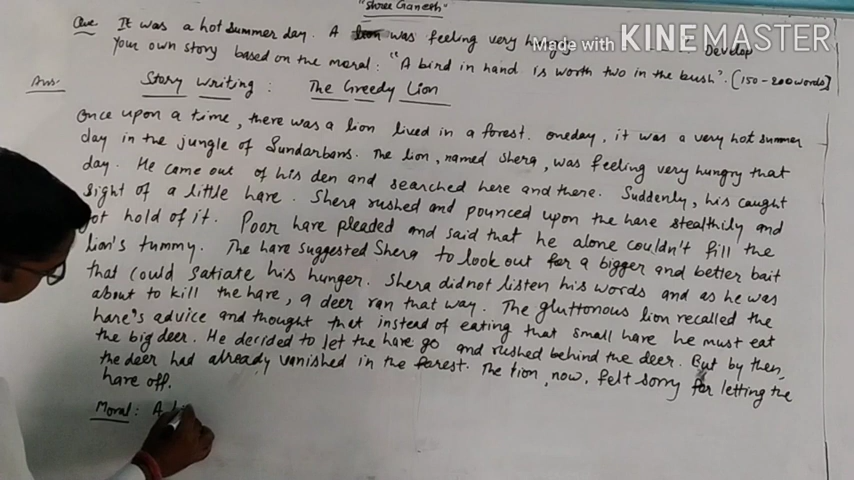 "Shree Ganesh"
Que It was a hot summer day. A was feeling very Develop
Your own story based on the moral: "A bird in hand is worth two in the bush". [150-200 words]
Ans- Story Writing: The Greedy Lion
Once upon a time, there was a lion lived in a forest. oneday, it was a very hot summer
day in the jungle of Sundarbans. The lion, named Shera, was feeling very hungry that
day. He came out of his den and searched here and there. Suddenly, his caught
sight of a little hare. Shera rushed and pounced upon the hare stealthily and
got hold of it. Poor hare pleaded and said that he alone couldn't fill the
lion's tummy. The hare suggested Shera to look out for a bigger and better bait
that could satiate his hunger. Shera didnot listen his words and as he was
about to kill the hare, a deer ran that way. The gluttonous lion recalled the
hare's advice and thought that instead of eating that small hare he must eat
the big deer. He decided to let the hare go and rushed behind the deer. But by then,
the deer had already vanished in the forest. The lion, now, felt sorry for letting the
hare off.
Moral: A
Made with KINEMASTER